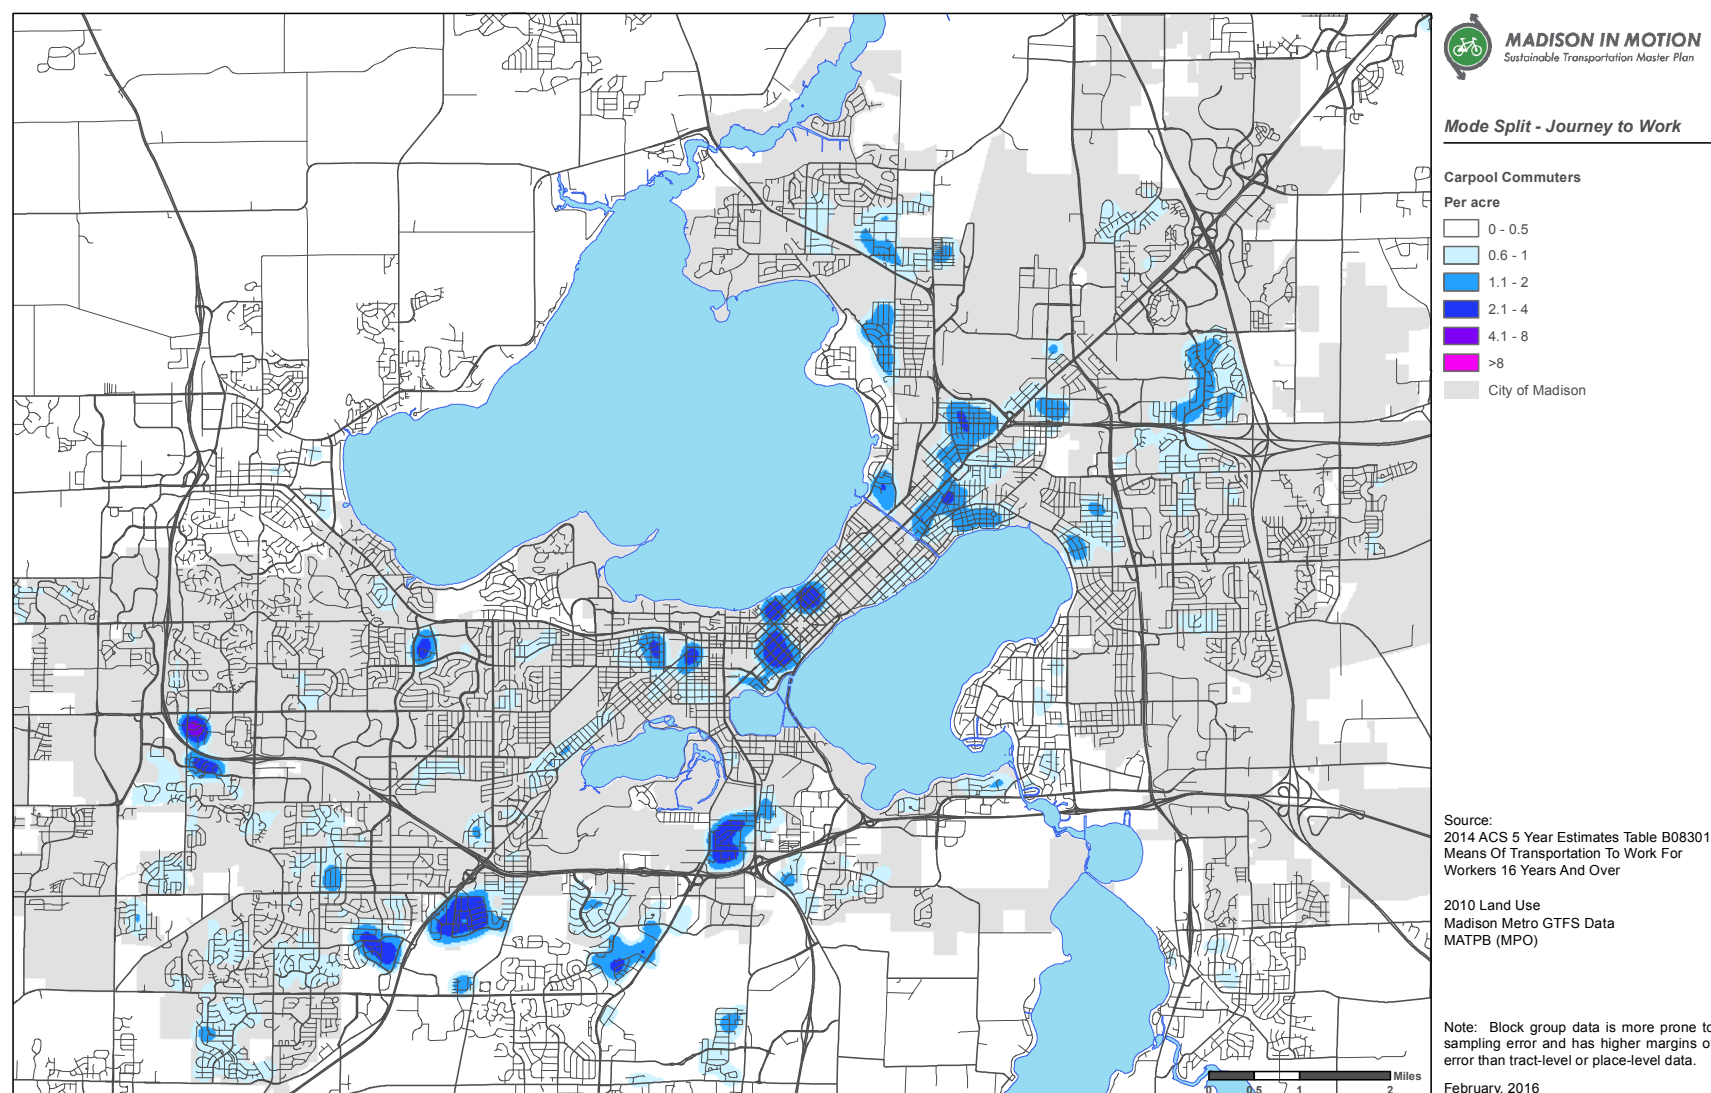 MADISON IN MOTION
Sustainable Transportation Master Plan
Mode Split - Journey to Work
Carpool Commuters
Per acre
0 - 0.5
0.6 - 1
1.1 - 2
2.1 - 4
4.1 - 8
>8
City of Madison
Source:
2014 ACS 5 Year Estimates Table B08301
Means Of Transportation To Work For
Workers 16 Years And Over
2010 Land Use
Madison Metro GTFS Data
MATPB (MPO)
Note: Block group data is more prone to
sampling error and has higher margins of
error than tract-level or place-level data.
February, 2016
Miles
0 0.5 1 2